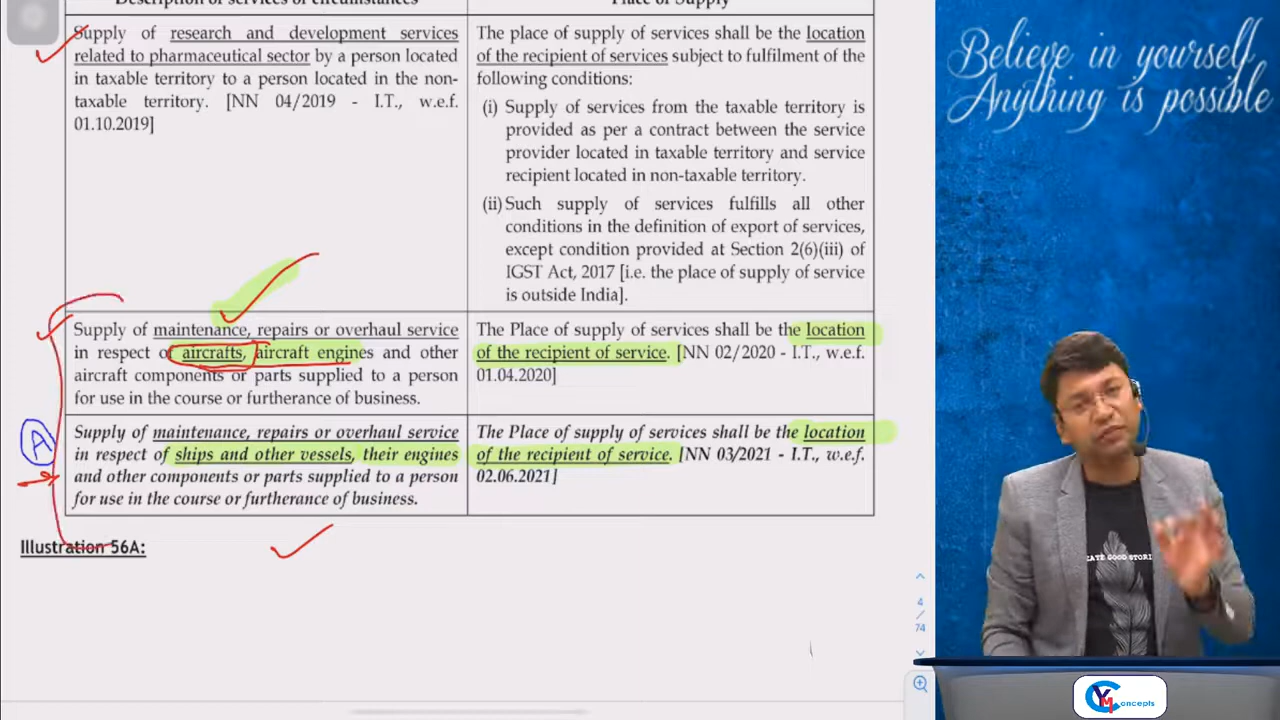 Description of services or circumstances
Place of Supply
Supply of research and development services
related to pharmaceutical sector by a person located
in taxable territory to a person located in the non-
taxable territory. [NN 04/2019 - I.T., w.e.f.
01.10.2019]
The place of supply of services shall be the location
of the recipient of services subject to fulfilment of the
following conditions:
(i) Supply of services from the taxable territory is
provided as per a contract between the service
provider located in taxable territory and service
recipient located in non-taxable territory.
(ii) Such supply of services fulfills all other
conditions in the definition of export of services,
except condition provided at Section 2(6)(iii) of
IGST Act, 2017 [i.e. the place of supply of service
is outside India].
Supply of maintenance, repairs or overhaul service
in respect of aircrafts, aircraft engines and other
aircraft components or parts supplied to a person
for use in the course or furtherance of business.
The Place of supply of services shall be the location
of the recipient of service. [NN 02/2020 - I.T., w.e.f.
01.04.2020]
A
Supply of maintenance, repairs or overhaul service
in respect of ships and other vessels, their engines
and other components or parts supplied to a person
for use in the course or furtherance of business.
The Place of supply of services shall be the location
of the recipient of service. [NN 03/2021 - I.T., w.e.f.
02.06.2021]
Illustration 56A:
4
/
74
Believe in yourself
Anything is possible
GOOD STORI
YM
Concepts